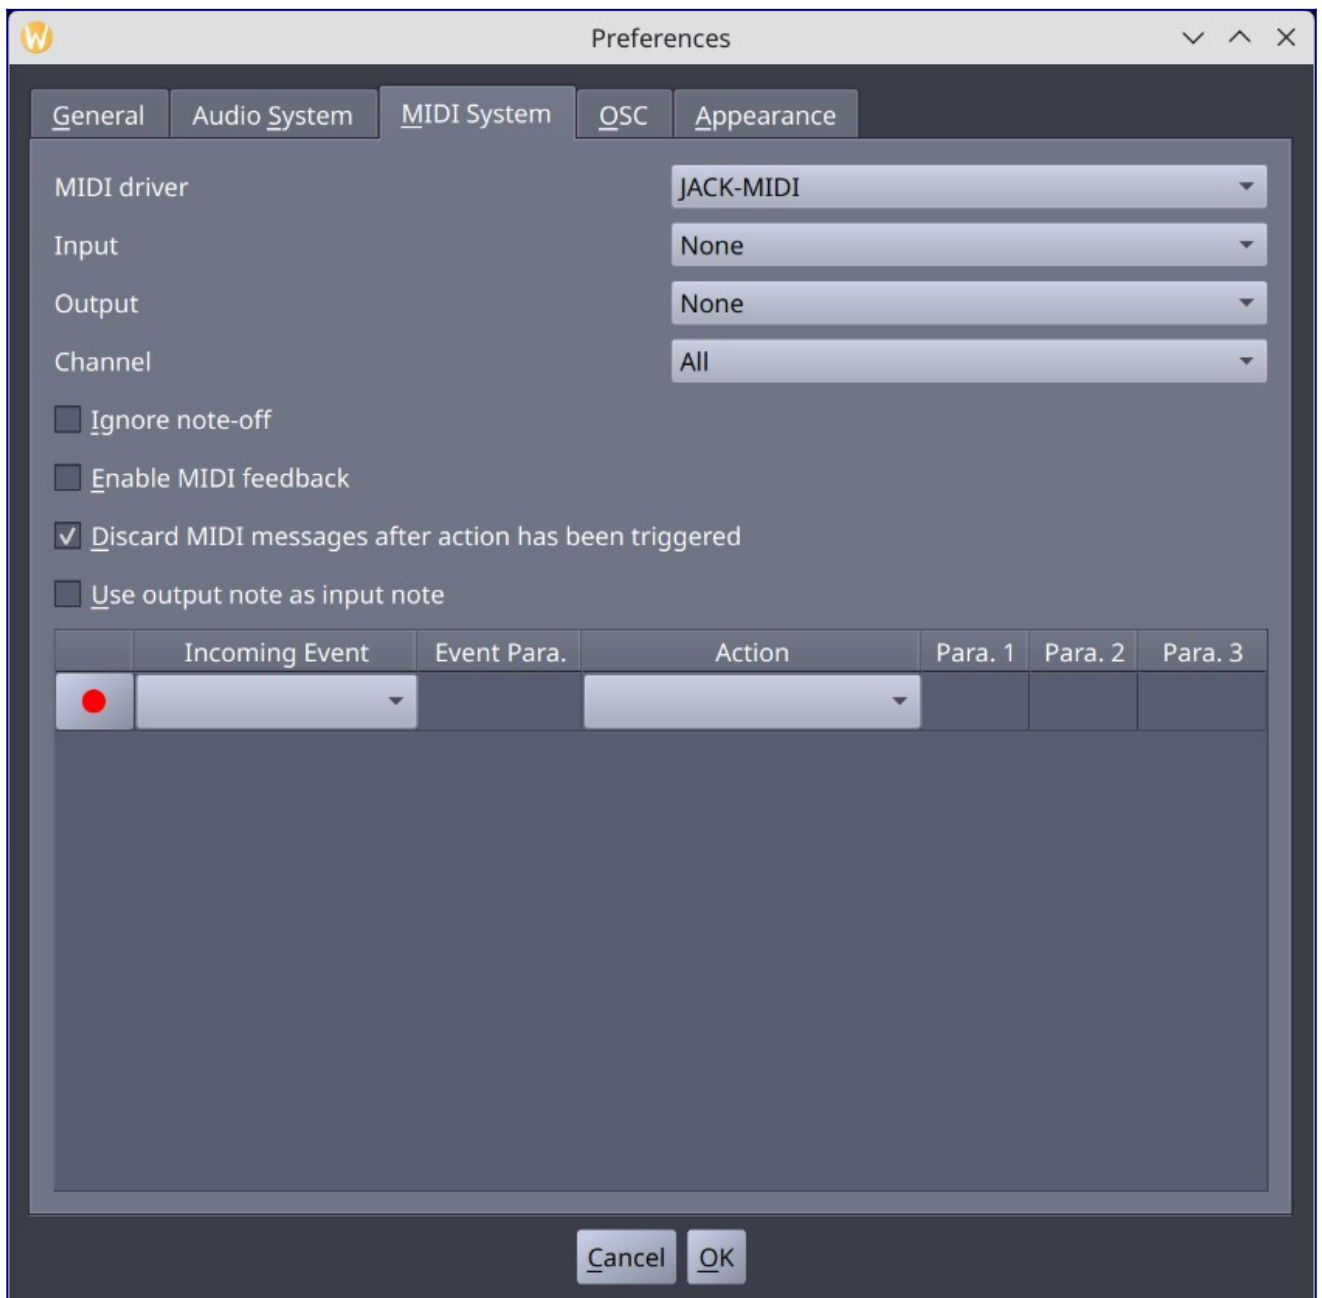 Preferences
General Audio System MIDI System OSC Appearance
MIDI driver JACK-MIDI
Input None
Output None
Channel All
Ignore note-off
Enable MIDI feedback
Discard MIDI messages after action has been triggered
Use output note as input note
Incoming Event Event Para. Action Para. 1 Para. 2 Para. 3
Cancel OK